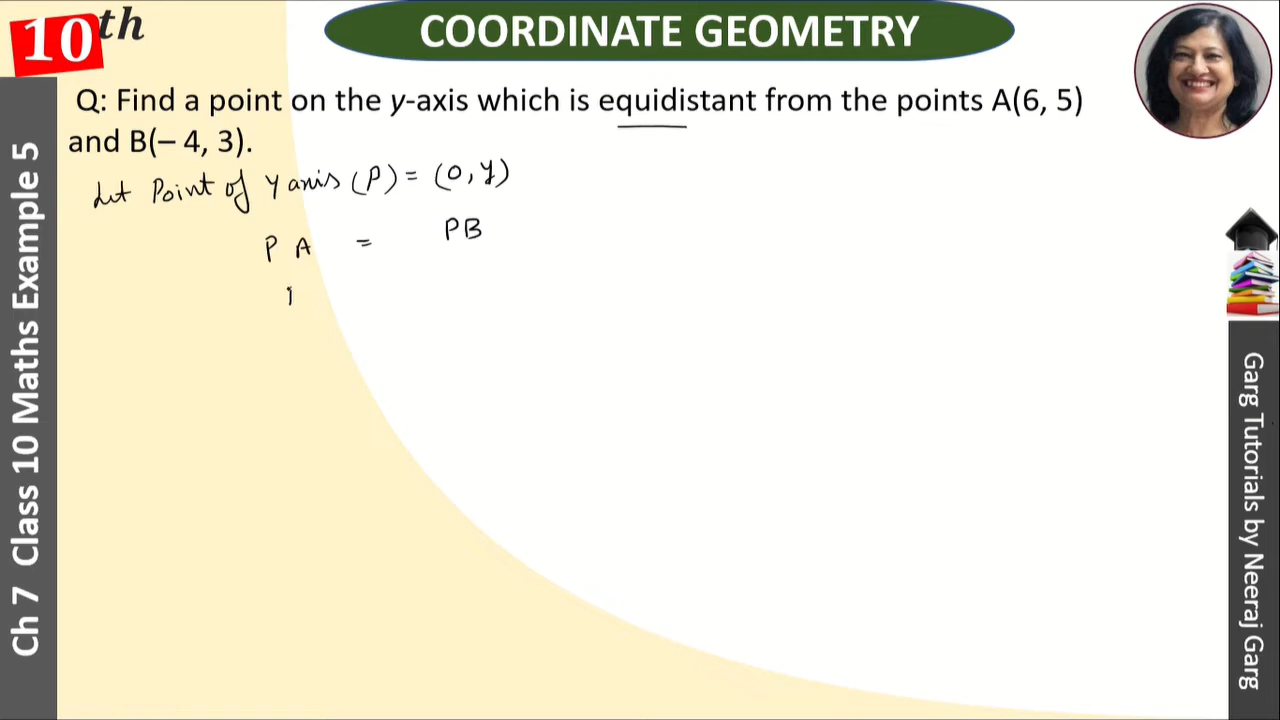 10th
COORDINATE GEOMETRY
Q: Find a point on the y-axis which is equidistant from the points A(6, 5)
and B(– 4, 3).
Let Point of Y axis (P) = (0, y)
PA = PB
Ch 7 Class 10 Maths Example 5
Garg Tutorials by Neeraj Garg